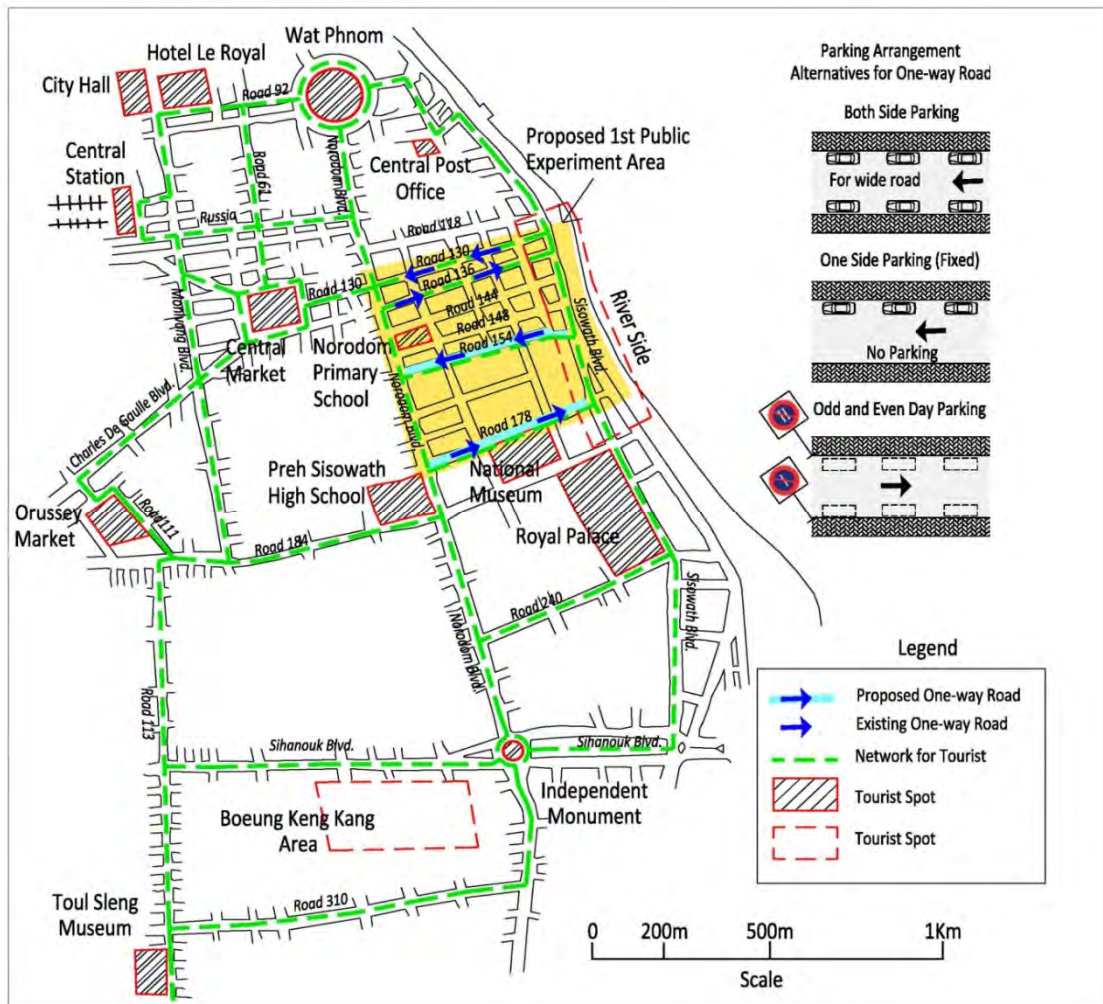 Wat Phnom
Hotel Le Royal
City Hall
Road 92
Central
Station
Road 61
Norodom Blvd.
Central Post
Office
Proposed 1st Public
Experiment Area
Russia
Road 118
Road 130
Road 136
Road 130
Road 144
Road 148
Road 154
Monivong Blvd.
Central
Market
Norodom
Primary
School
Sisowath Blvd.
River Side
Charles De Gaulle Blvd.
Norodom Blvd.
Road 178
Preh Sisowath
High School
National
Museum
Orussey
Market
Road 111
Road 184
Royal Palace
Road 240
Sisowath Blvd.
Norodom Blvd.
Road 113
Sihanouk Blvd.
Sihanouk Blvd.
Independent
Monument
Boeung Keng Kang
Area
Road 310
Toul Sleng
Museum
Parking Arrangement
Alternatives for One-way Road
Both Side Parking
For wide road
One Side Parking (Fixed)
No Parking
Odd and Even Day Parking
Legend
Proposed One-way Road
Existing One-way Road
Network for Tourist
Tourist Spot
Tourist Spot
0 200m 500m 1Km
Scale